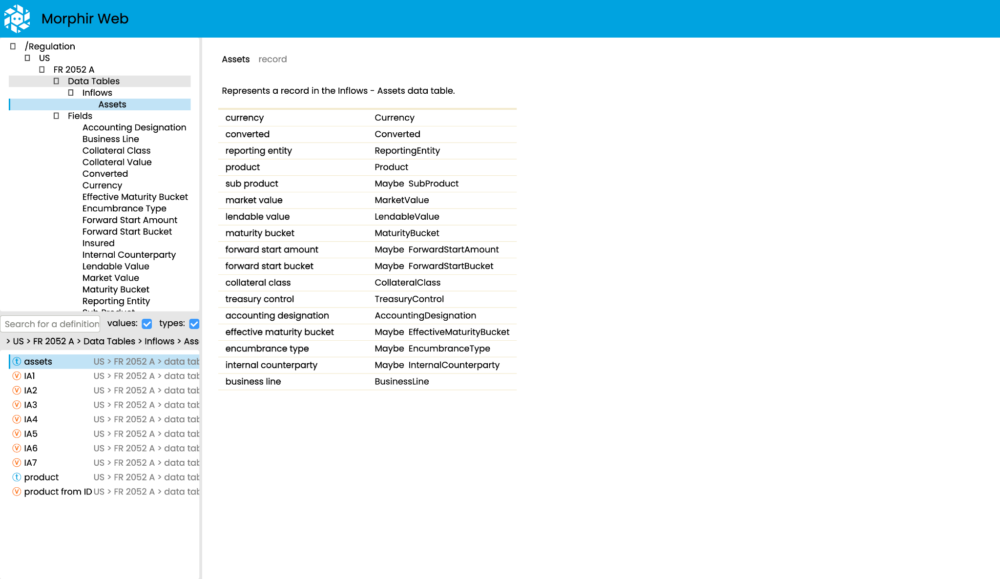 Morphir Web
/Regulation
US
FR 2052 A
Data Tables
Inflows
Assets
Fields
Accounting Designation
Business Line
Collateral Class
Collateral Value
Converted
Currency
Effective Maturity Bucket
Encumbrance Type
Forward Start Amount
Forward Start Bucket
Insured
Internal Counterparty
Lendable Value
Market Value
Maturity Bucket
Reporting Entity
Sub Product
Search for a definition values: types:
> US > FR 2052 A > Data Tables > Inflows > Ass
t assets US > FR 2052 A > data tab
v IA1 US > FR 2052 A > data tab
v IA2 US > FR 2052 A > data tab
v IA3 US > FR 2052 A > data tab
v IA4 US > FR 2052 A > data tab
v IA5 US > FR 2052 A > data tab
v IA6 US > FR 2052 A > data tab
v IA7 US > FR 2052 A > data tab
t product US > FR 2052 A > data tab
v product from ID US > FR 2052 A > data tab
Assets record
Represents a record in the Inflows - Assets data table.
currency Currency
converted Converted
reporting entity ReportingEntity
product Product
sub product Maybe SubProduct
market value MarketValue
lendable value LendableValue
maturity bucket MaturityBucket
forward start amount Maybe ForwardStartAmount
forward start bucket Maybe ForwardStartBucket
collateral class CollateralClass
treasury control TreasuryControl
accounting designation AccountingDesignation
effective maturity bucket Maybe EffectiveMaturityBucket
encumbrance type Maybe EncumbranceType
internal counterparty Maybe InternalCounterparty
business line BusinessLine